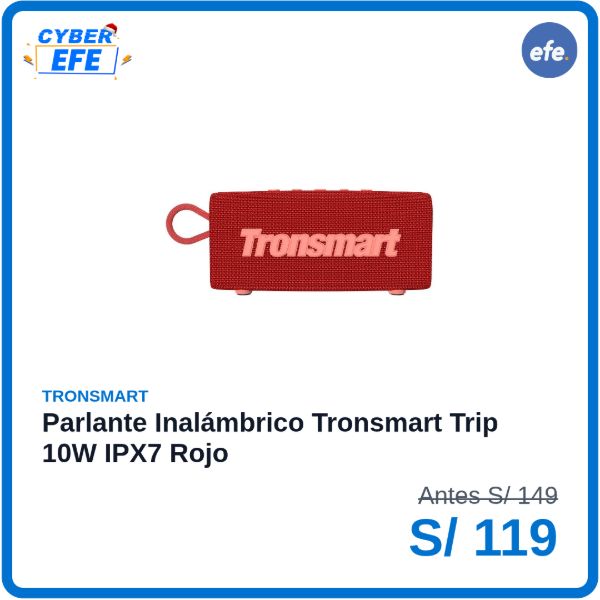 CYBER
EFE
efe.
Tronsmart
TRONSMART
Parlante Inalámbrico Tronsmart Trip
10W IPX7 Rojo
Antes S/ 149
S/ 119